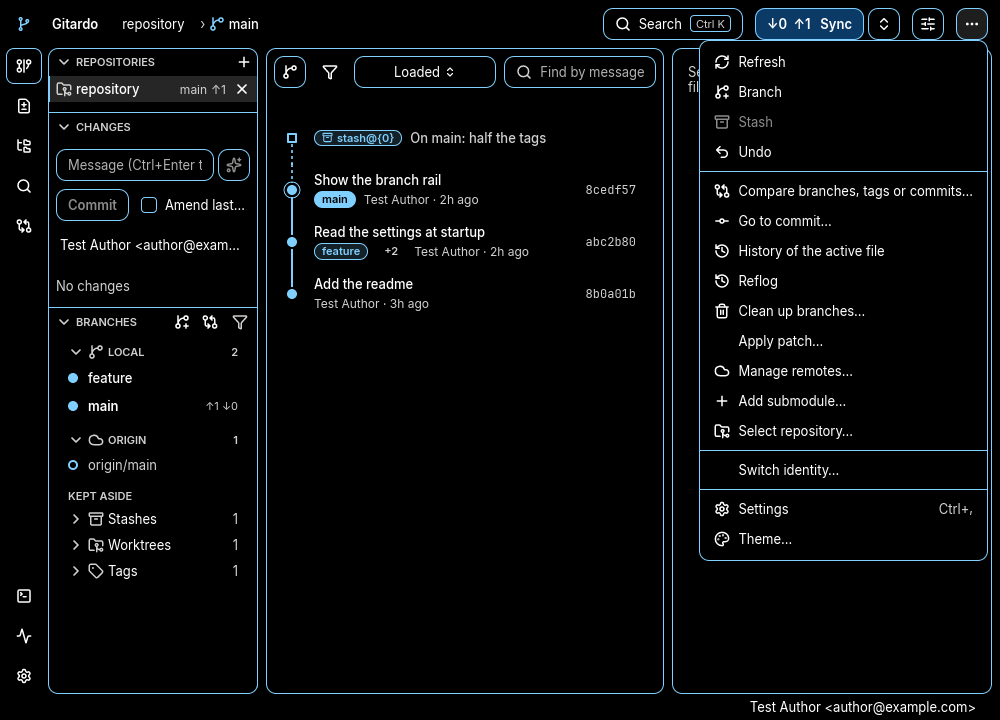 Gitardo repository › main Search Ctrl K ↓0 ↑1 Sync
REPOSITORIES
repository main ↑1
CHANGES
Message (Ctrl+Enter t
Commit Amend last...
Test Author <author@exam...
No changes
BRANCHES
LOCAL 2
feature
main ↑1 ↓0
ORIGIN 1
origin/main
KEPT ASIDE
Stashes 1
Worktrees 1
Tags 1
Loaded Find by message
stash@{0} On main: half the tags
Show the branch rail
main Test Author · 2h ago 8cedf57
Read the settings at startup
feature +2 Test Author · 2h ago abc2b80
Add the readme
Test Author · 3h ago 8b0a01b
Refresh
Branch
Stash
Undo
Compare branches, tags or commits...
Go to commit...
History of the active file
Reflog
Clean up branches...
Apply patch...
Manage remotes...
Add submodule...
Select repository...
Switch identity...
Settings Ctrl+,
Theme...
Test Author <author@example.com>